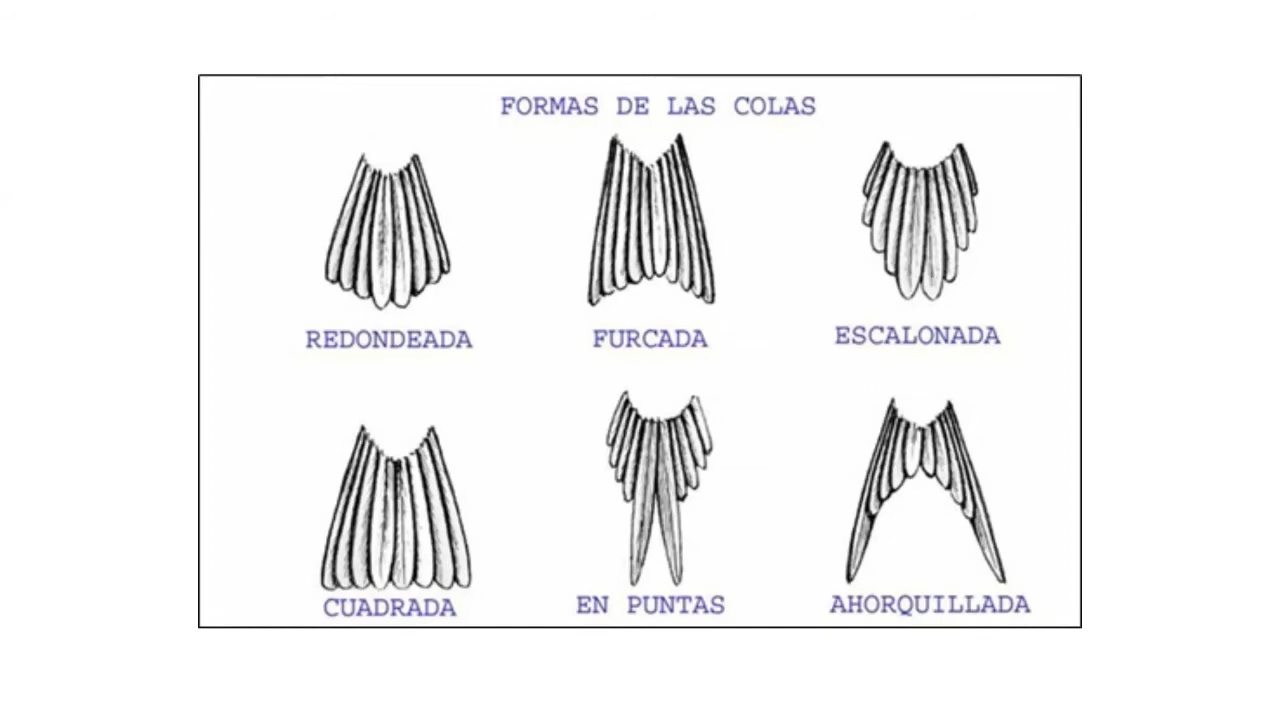 FORMAS DE LAS COLAS
REDONDEADA
FURCADA
ESCALONADA
CUADRADA
EN PUNTAS
AHORQUILLADA